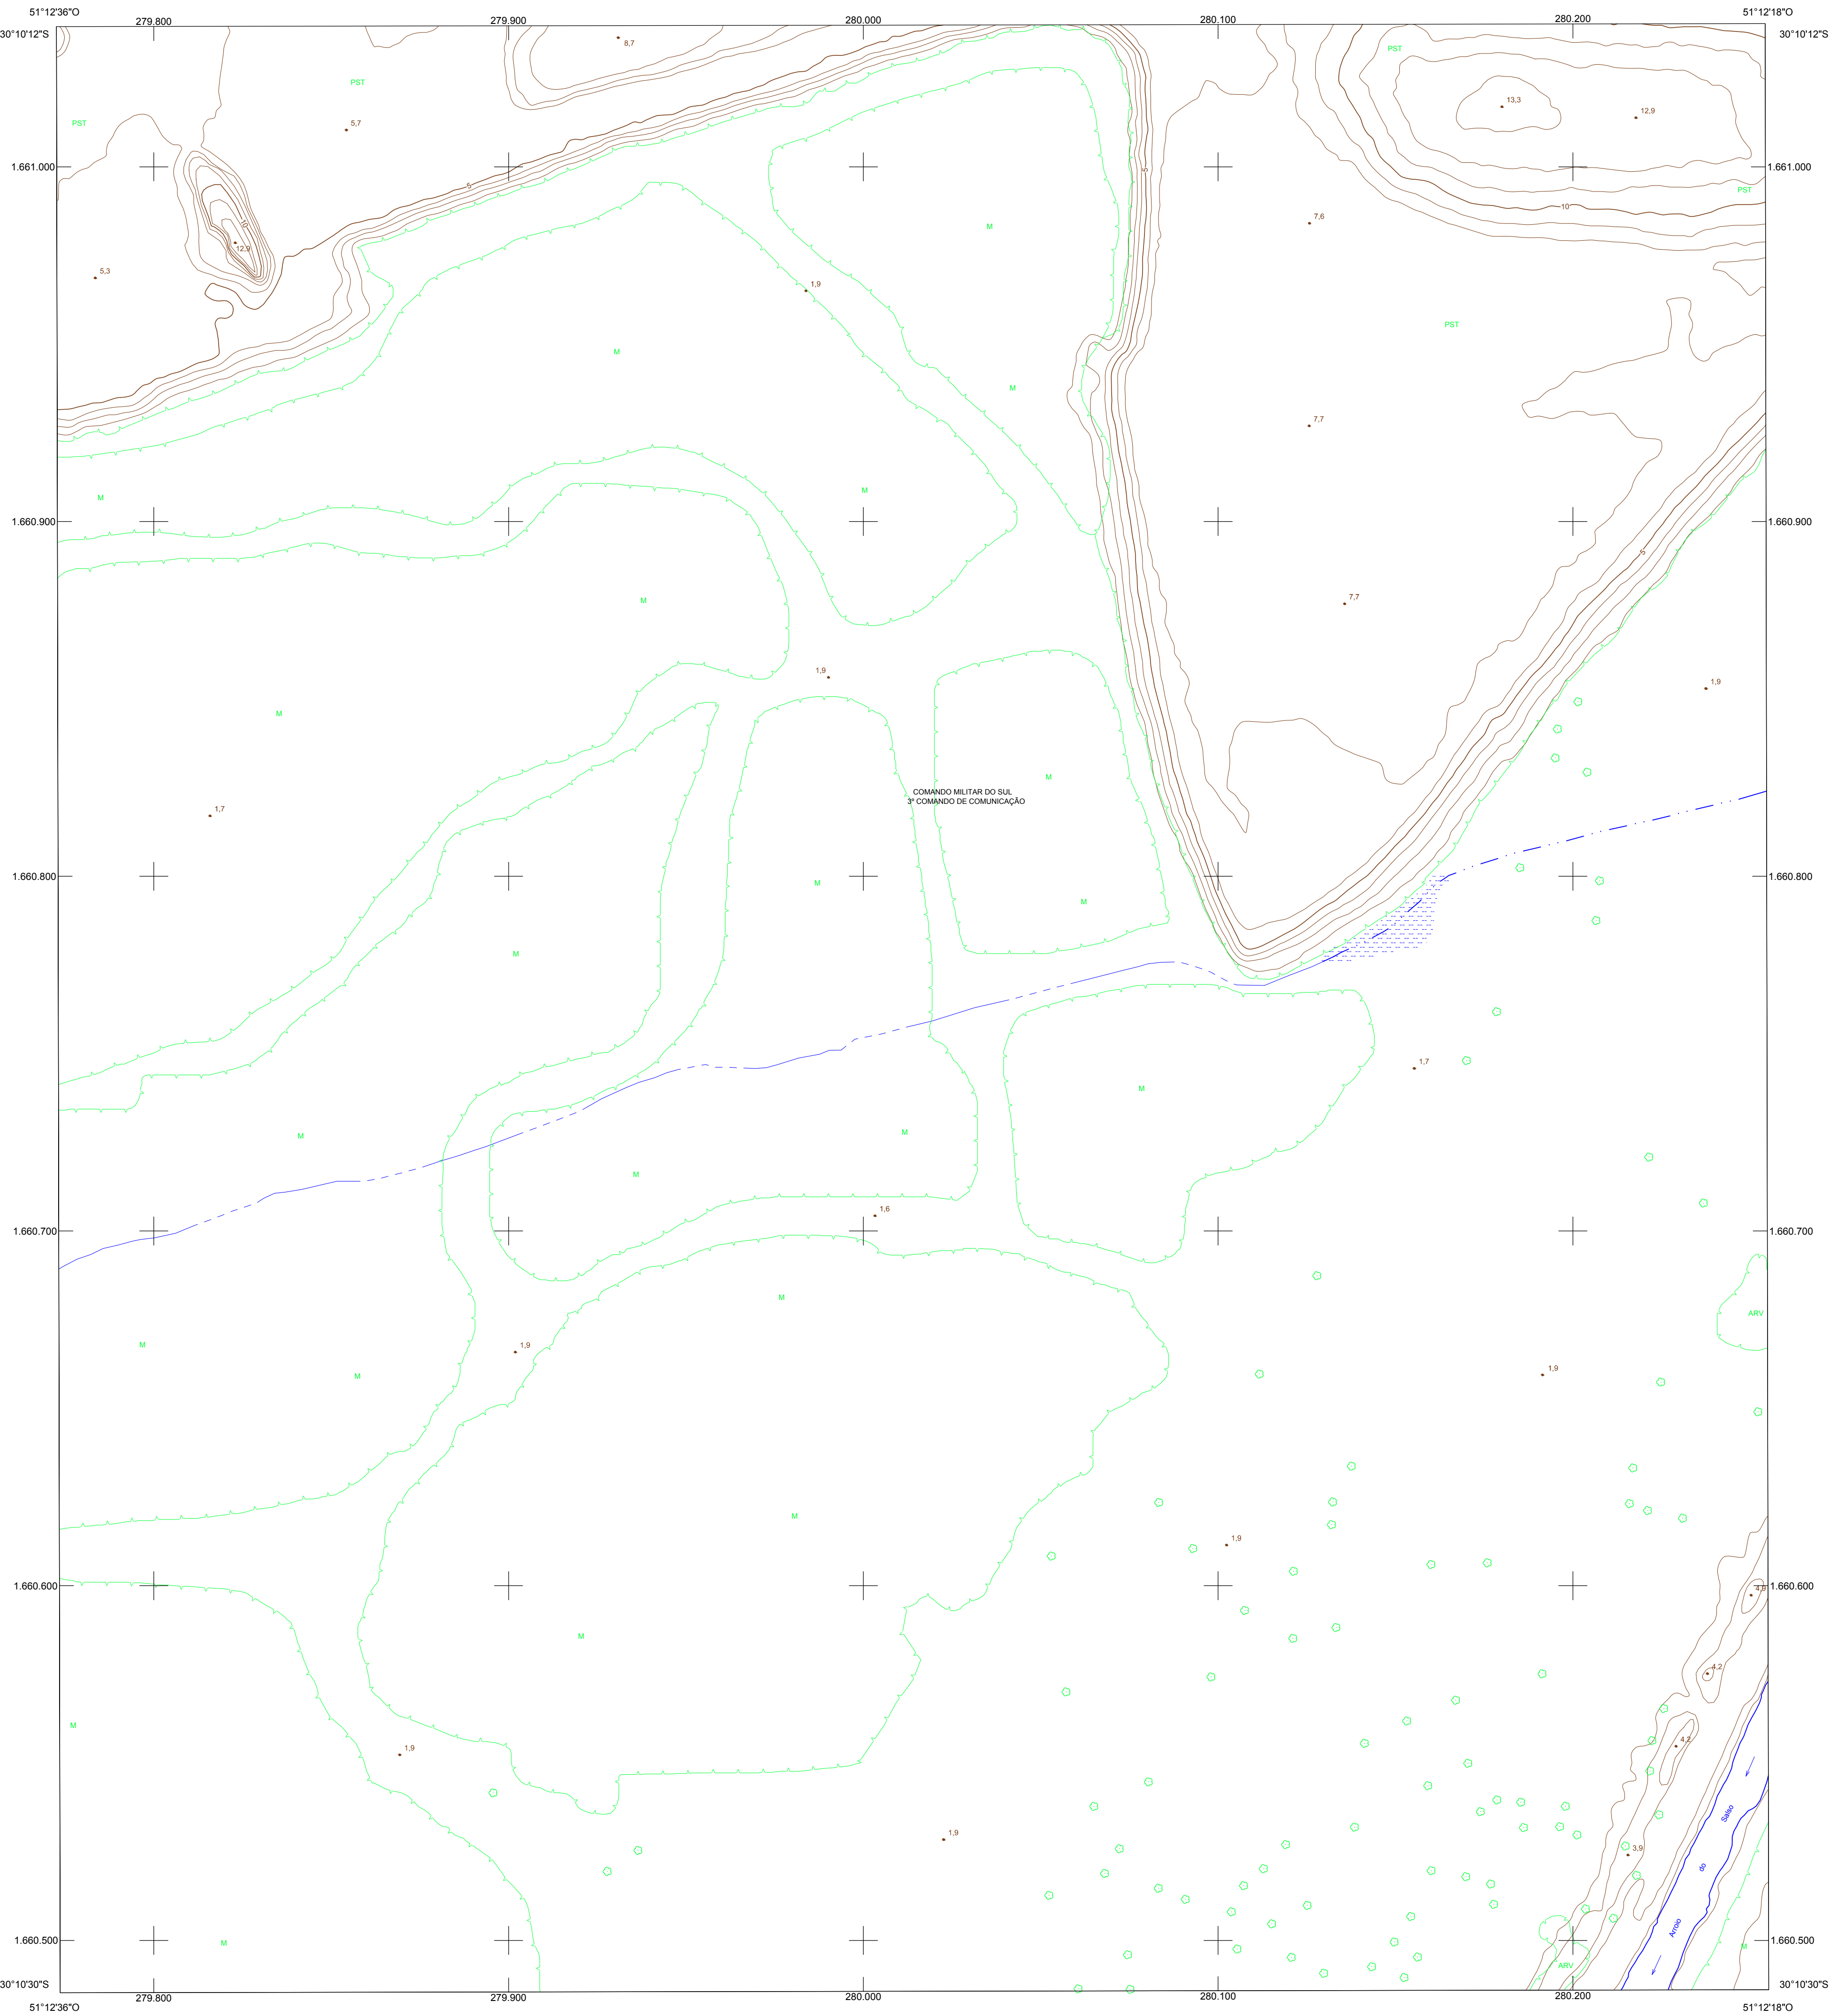 51°12'36"O
279.800
279.900
280.000
280.100
280.200
51°12'18"O
30°10'12"S
30°10'12"S
8,7
PST
PST
13,3
12,9
PST
5,7
1.661.000
5
5
1.661.000
PST
10
10
M
7,6
12,9
5,3
1,9
PST
M
M
7,7
M
M
1.660.900
1.660.900
5
M
7,7
1,9
1,9
M
M
COMANDO MILITAR DO SUL
3º COMANDO DE COMUNICAÇÃO
1,7
1.660.800
M
1.660.800
M
M
1,7
M
M
M
M
1,6
1.660.700
1.660.700
M
ARV
M
1,9
1,9
M
M
1,9
1.660.600
1.660.600
4,9
M
4,2
M
4,2
1,9
Salso
1,9
3,9
do
Arroio
1.660.500
M
M
1.660.500
ARV
30°10'30"S
30°10'30"S
279.800
279.900
280.000
280.100
280.200
51°12'36"O
51°12'18"O